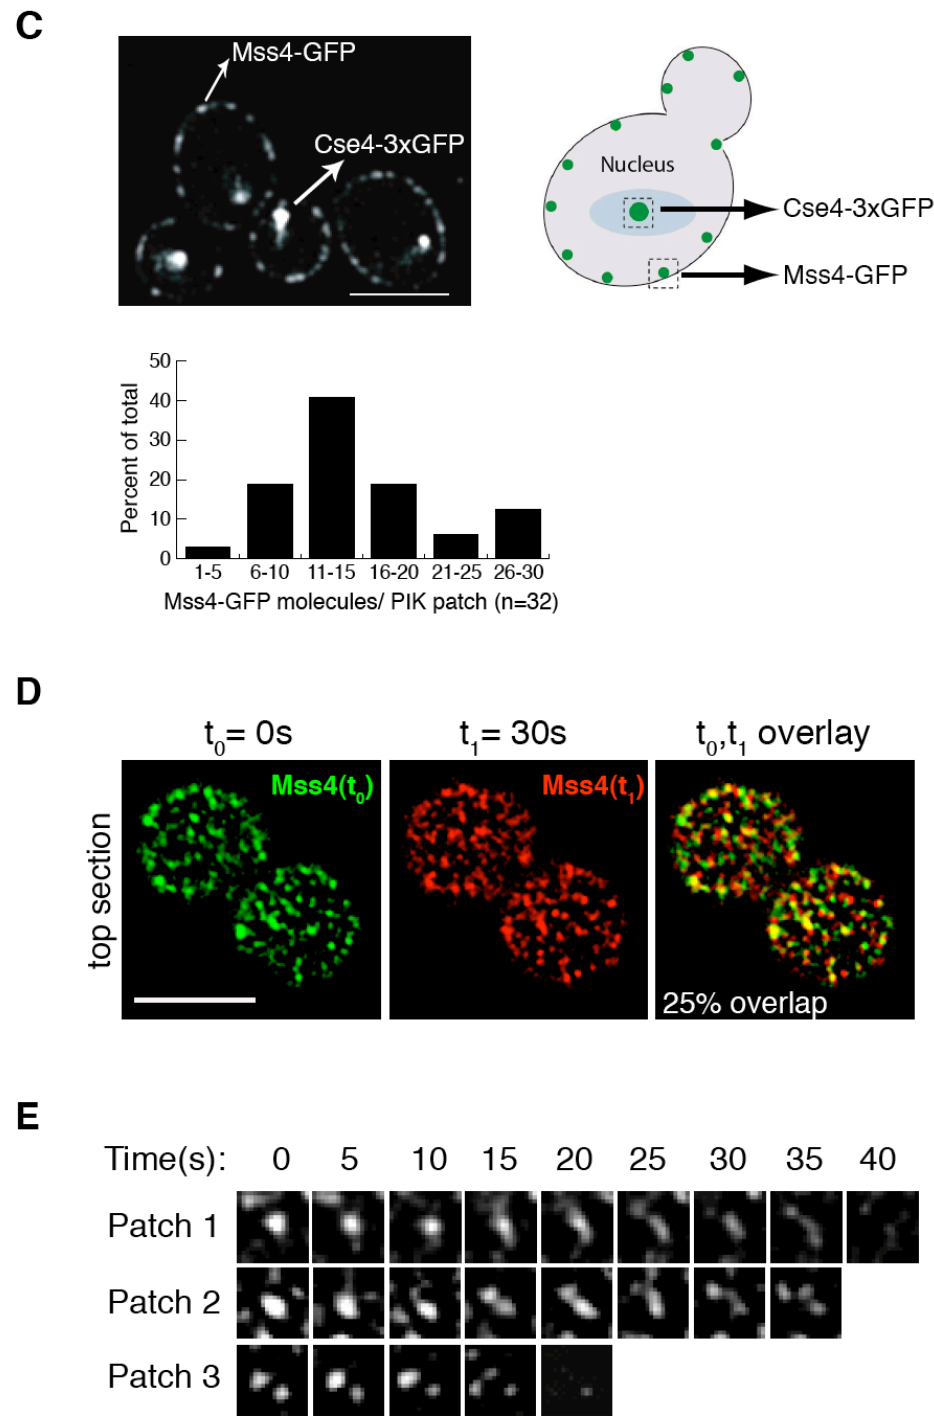 C
Mss4-GFP
Cse4-3xGFP
Nucleus
Cse4-3xGFP
Mss4-GFP
Percent of total
50
40
30
20
10
0
1-5 6-10 11-15 16-20 21-25 26-30
Mss4-GFP molecules/ PIK patch (n=32)
D
t0= 0s t1= 30s t0,t1 overlay
top section
Mss4(t0) Mss4(t1)
25% overlap
E
Time(s): 0 5 10 15 20 25 30 35 40
Patch 1
Patch 2
Patch 3